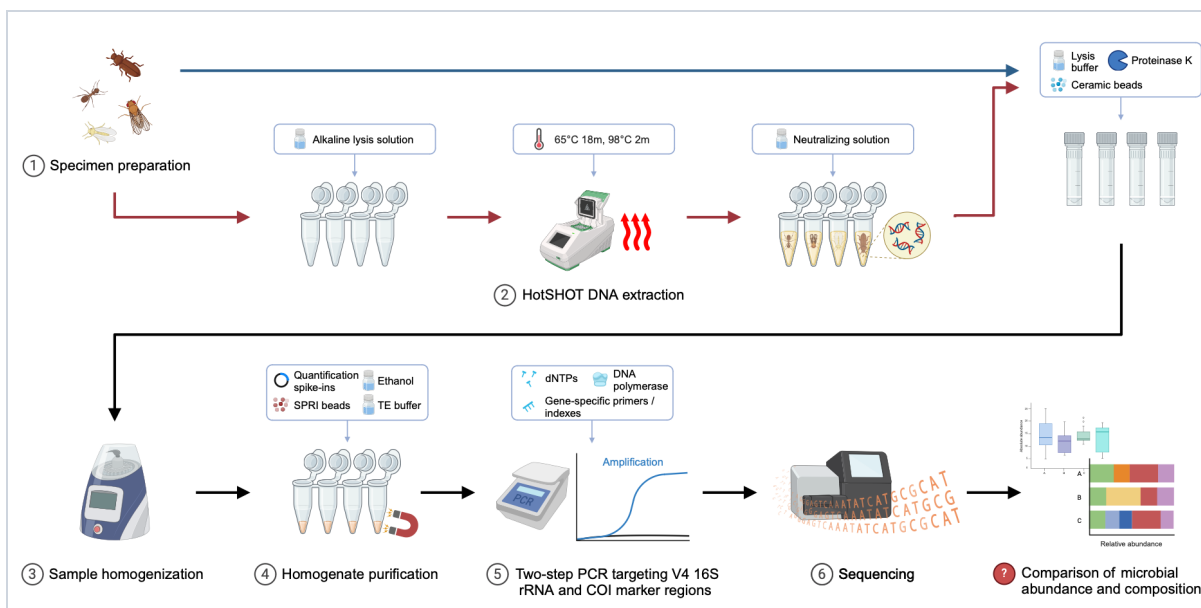 Lysis
buffer
Proteinase K
Ceramic beads
1 Specimen preparation
Alkaline lysis solution
65°C 18m, 98°C 2m
Neutralizing solution
2 HotSHOT DNA extraction
Quantification
spike-ins
Ethanol
SPRI beads
TE buffer
dNTPs
DNA
polymerase
Gene-specific primers /
indexes
PCR
Amplification
A
B
C
Relative abundance
3 Sample homogenization
4 Homogenate purification
5 Two-step PCR targeting V4 16S
rRNA and COI marker regions
6 Sequencing
? Comparison of microbial
abundance and composition